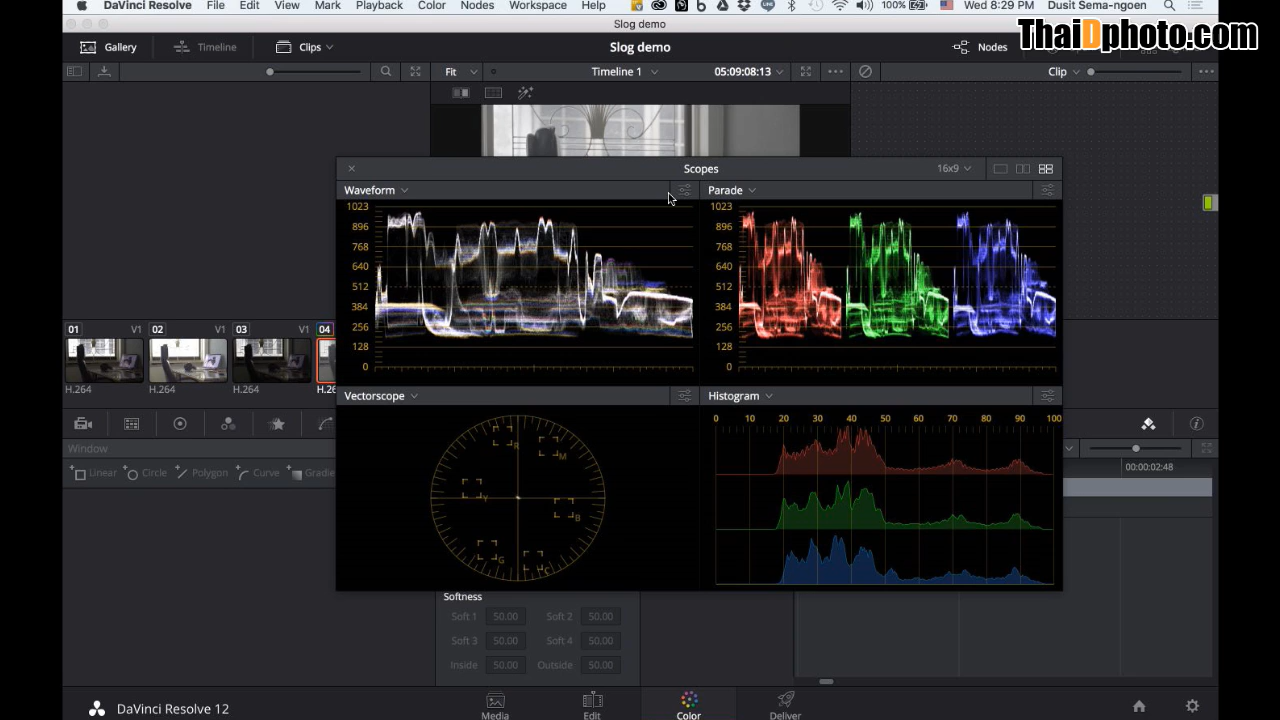 DaVinci Resolve File Edit View Mark Playback Color Nodes Workspace Help 100% Wed 8:29 PM Dusit Sema-ngoen
Slog demo
ThaiDphoto.com
Gallery Timeline Clips Slog demo Nodes
Fit Timeline 1 05:09:08:13 Clip
Scopes 16x9
Waveform Parade
1023 1023
896 896
768 768
640 640
512 512
384 384
256 256
128 128
0 0
01 V1 02 V1 03 V1 04
H.264 H.264 H.264 H.26
Vectorscope Histogram
0 10 20 30 40 50 60 70 80 90 100
R M
Y B
G C
Window
Linear Circle Polygon Curve Gradie
00:00:02:48
Softness
Soft 1 50.00 Soft 2 50.00
Soft 3 50.00 Soft 4 50.00
Inside 50.00 Outside 50.00
DaVinci Resolve 12 Media Edit Color Deliver